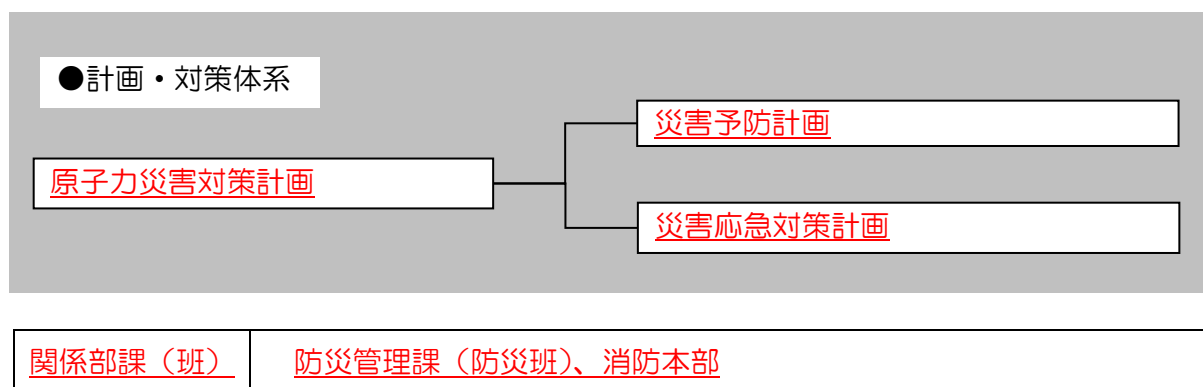 ●計画・対策体系
災害予防計画
原子力災害対策計画
災害応急対策計画
関係部課（班） 防災管理課（防災班）、消防本部